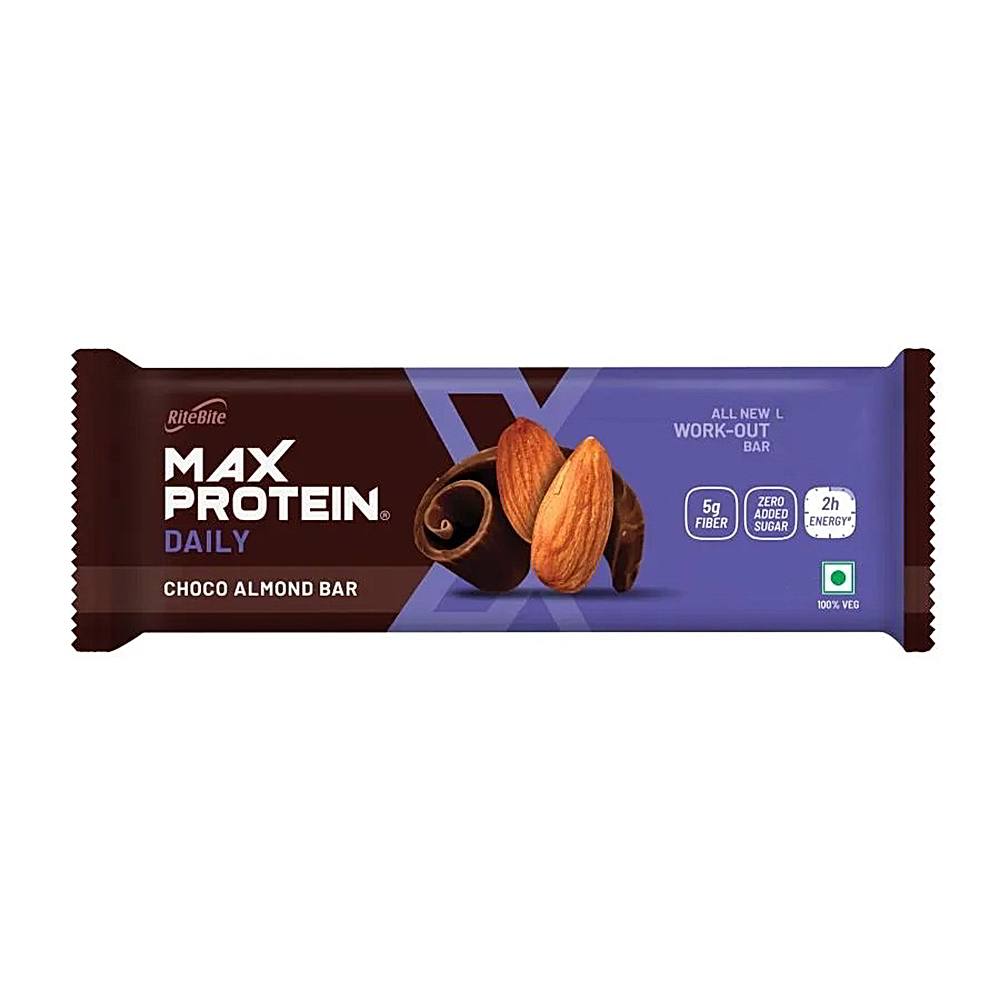 RiteBite
MAX
PROTEIN®
DAILY
CHOCO ALMOND BAR
ALL NEW L
WORK-OUT
BAR
5g
FIBER
ZERO
ADDED
SUGAR
2h
ENERGY#
100% VEG